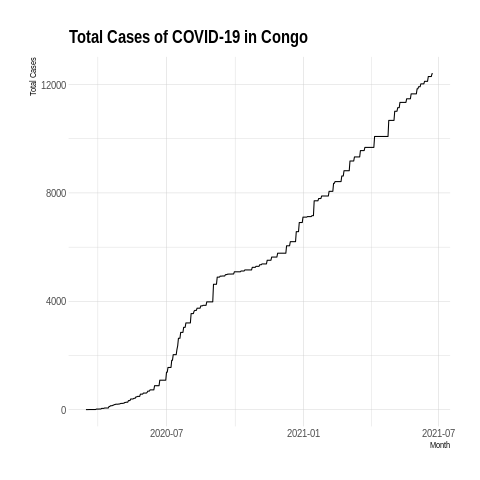 Total Cases of COVID-19 in Congo
Total Cases
12000
8000
4000
0
2020-07
2021-01
2021-07
Month